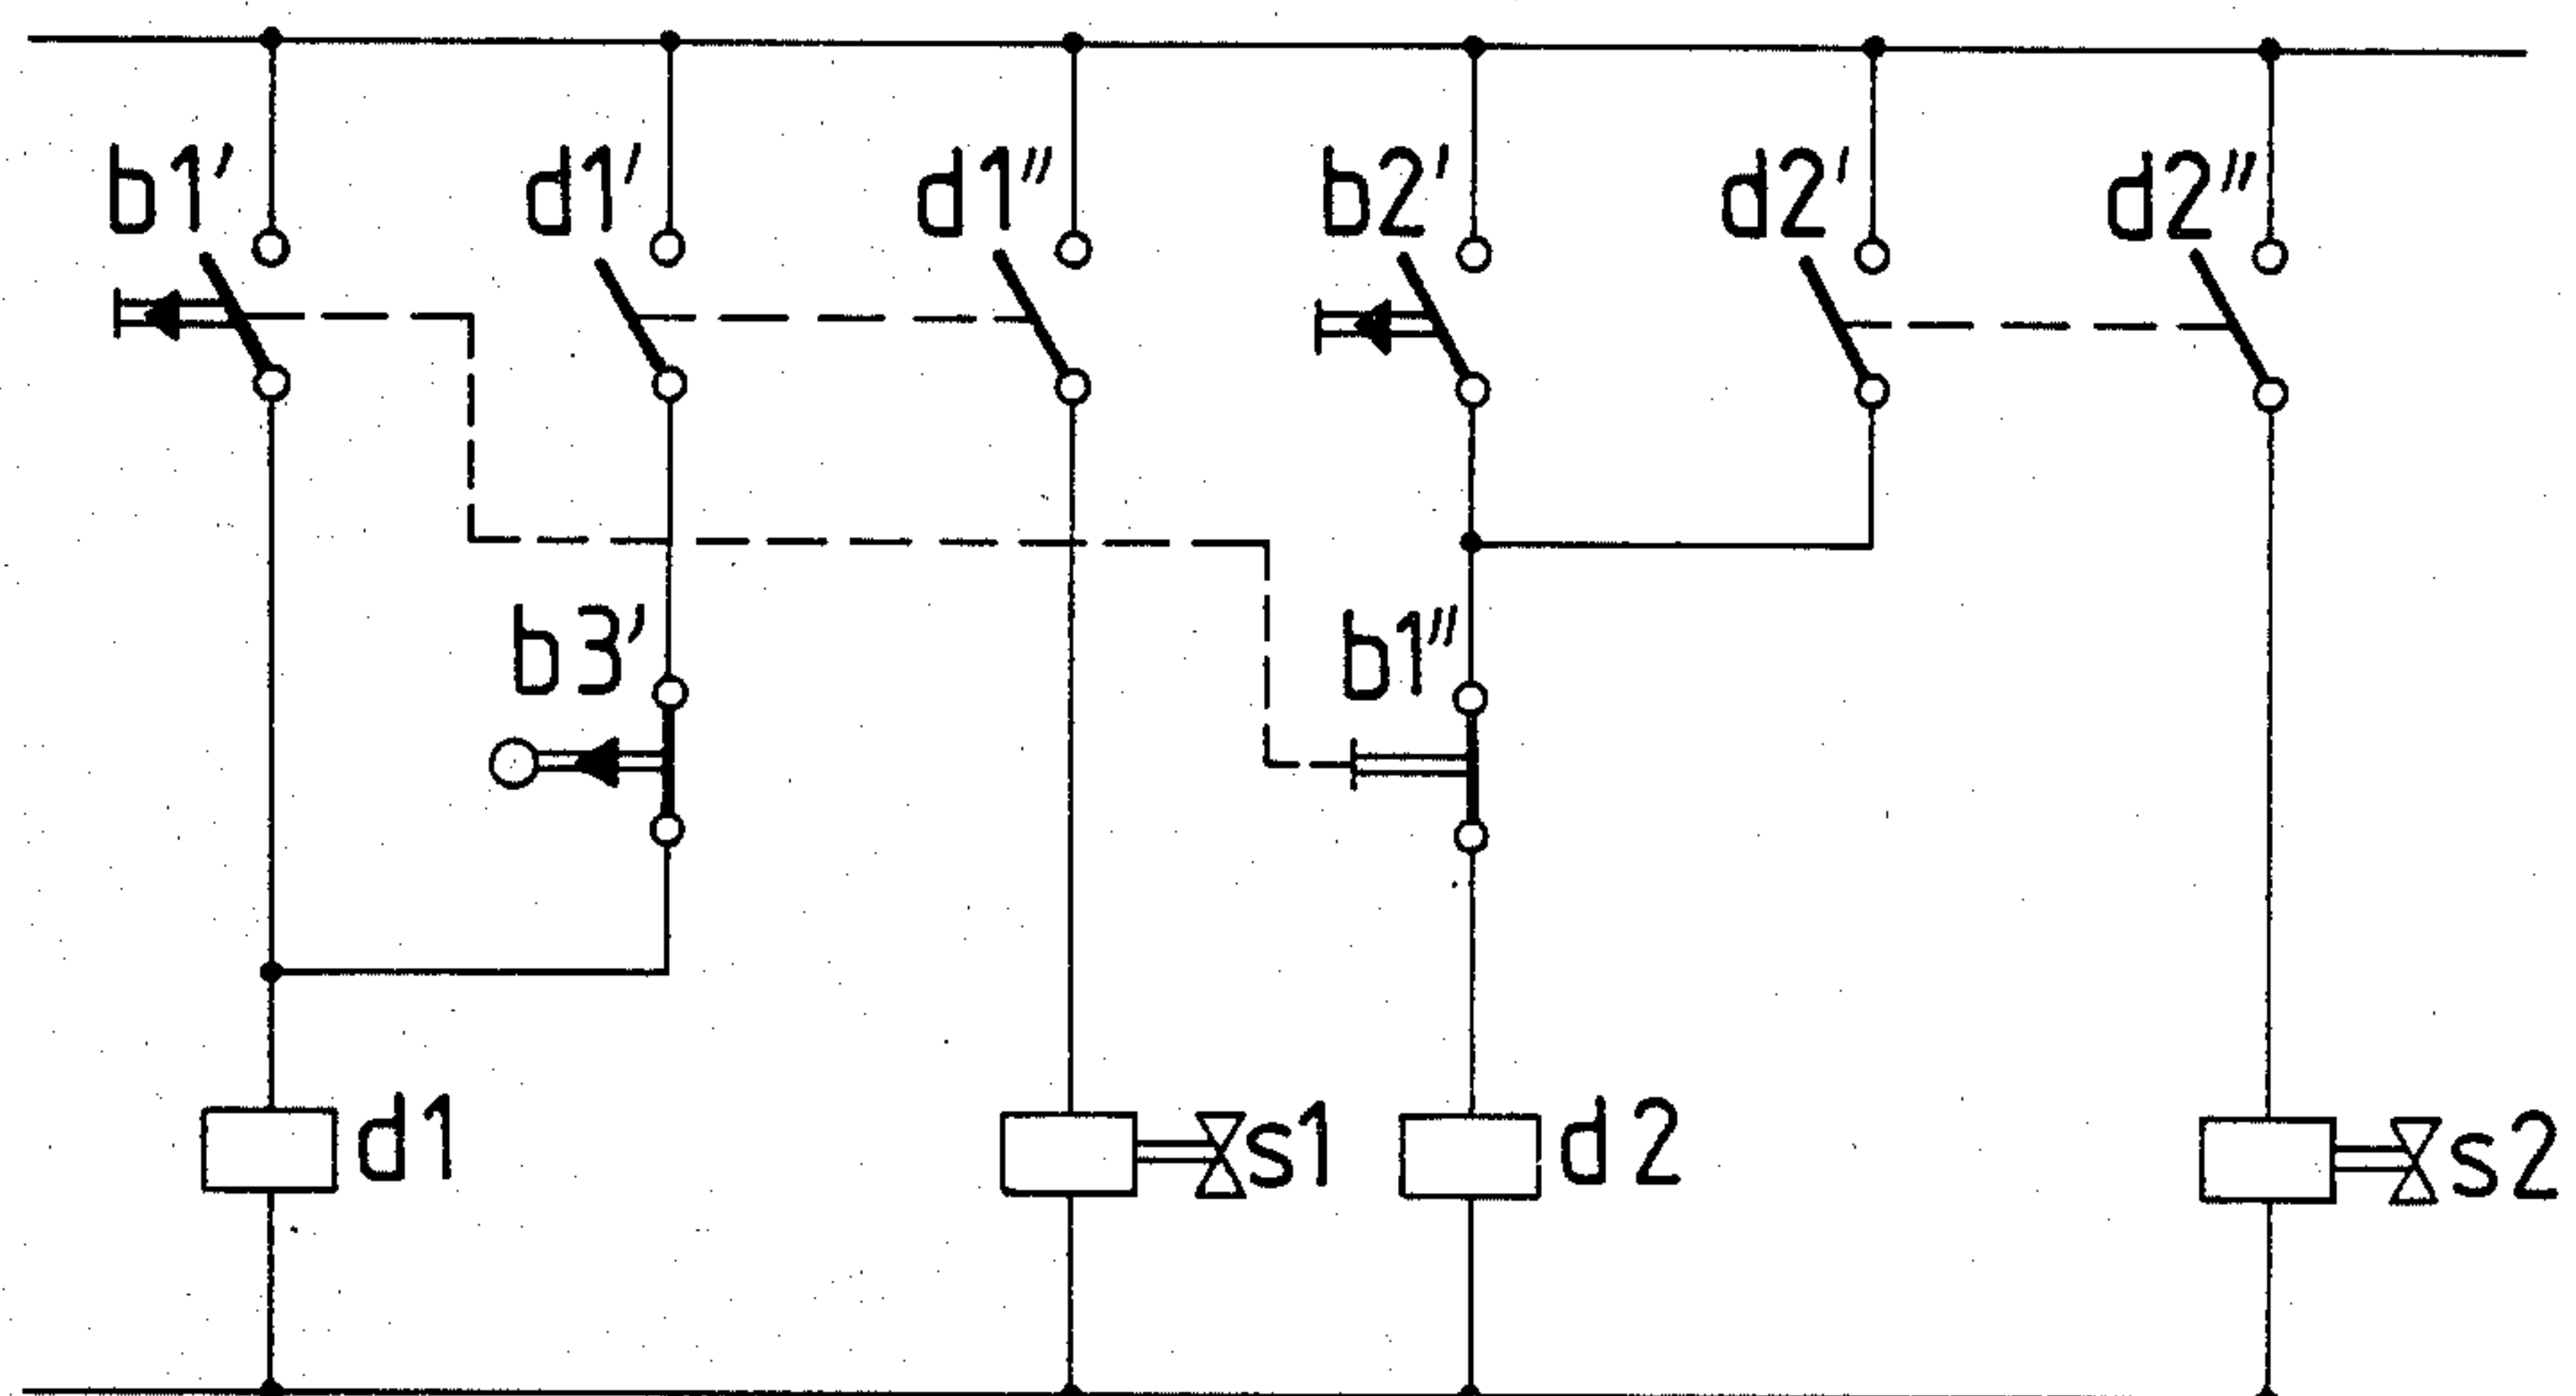 b1′ d1′ d1″ b2′ d2′ d2″
b3′ b1″
d1 s1 d2 s2